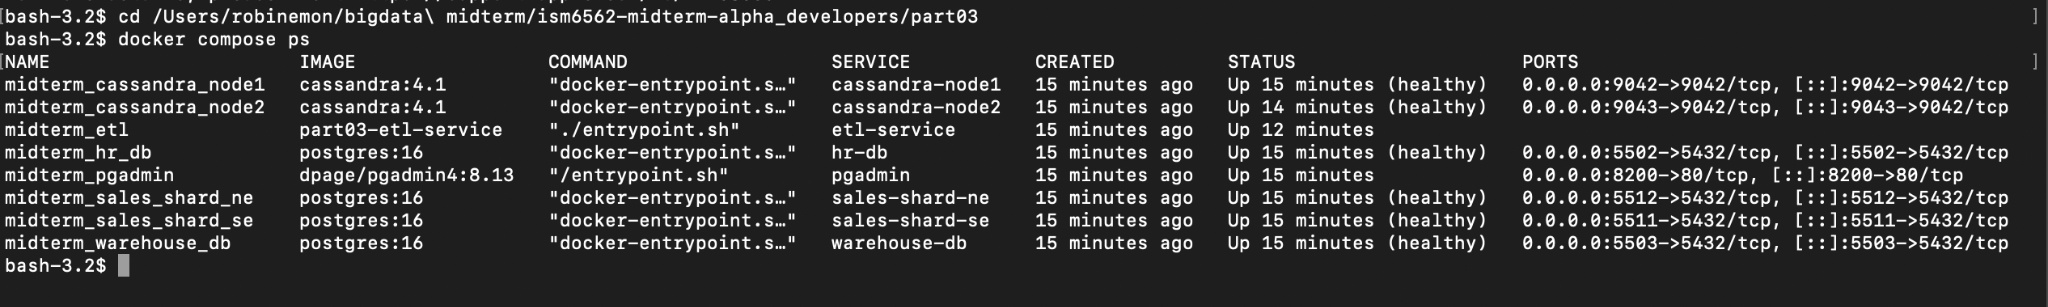 bash-3.2$ cd /Users/robinemon/bigdata\ midterm/ism6562-midterm-alpha_developers/part03
bash-3.2$ docker compose ps
NAME IMAGE COMMAND SERVICE CREATED STATUS PORTS
midterm_cassandra_node1 cassandra:4.1 "docker-entrypoint.s…" cassandra-node1 15 minutes ago Up 15 minutes (healthy) 0.0.0.0:9042->9042/tcp, [::]:9042->9042/tcp
midterm_cassandra_node2 cassandra:4.1 "docker-entrypoint.s…" cassandra-node2 15 minutes ago Up 14 minutes (healthy) 0.0.0.0:9043->9042/tcp, [::]:9043->9042/tcp
midterm_etl part03-etl-service "./entrypoint.sh" etl-service 15 minutes ago Up 12 minutes
midterm_hr_db postgres:16 "docker-entrypoint.s…" hr-db 15 minutes ago Up 15 minutes (healthy) 0.0.0.0:5502->5432/tcp, [::]:5502->5432/tcp
midterm_pgadmin dpage/pgadmin4:8.13 "/entrypoint.sh" pgadmin 15 minutes ago Up 15 minutes 0.0.0.0:8200->80/tcp, [::]:8200->80/tcp
midterm_sales_shard_ne postgres:16 "docker-entrypoint.s…" sales-shard-ne 15 minutes ago Up 15 minutes (healthy) 0.0.0.0:5512->5432/tcp, [::]:5512->5432/tcp
midterm_sales_shard_se postgres:16 "docker-entrypoint.s…" sales-shard-se 15 minutes ago Up 15 minutes (healthy) 0.0.0.0:5511->5432/tcp, [::]:5511->5432/tcp
midterm_warehouse_db postgres:16 "docker-entrypoint.s…" warehouse-db 15 minutes ago Up 15 minutes (healthy) 0.0.0.0:5503->5432/tcp, [::]:5503->5432/tcp
bash-3.2$